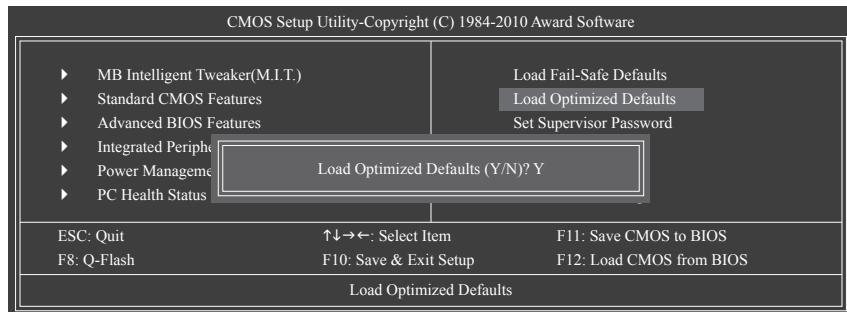 CMOS Setup Utility-Copyright (C) 1984-2010 Award Software
MB Intelligent Tweaker(M.I.T.)
Standard CMOS Features
Advanced BIOS Features
Integrated
Power
PC Health Status
Load Fail-Safe Defaults
Load Optimized Defaults
Set Supervisor Password
Load Optimized Defaults (Y/N)? Y
ESC: Quit ↑↓→←: Select Item F11: Save CMOS to BIOS
F8: Q-Flash F10: Save & Exit Setup F12: Load CMOS from BIOS
Load Optimized Defaults